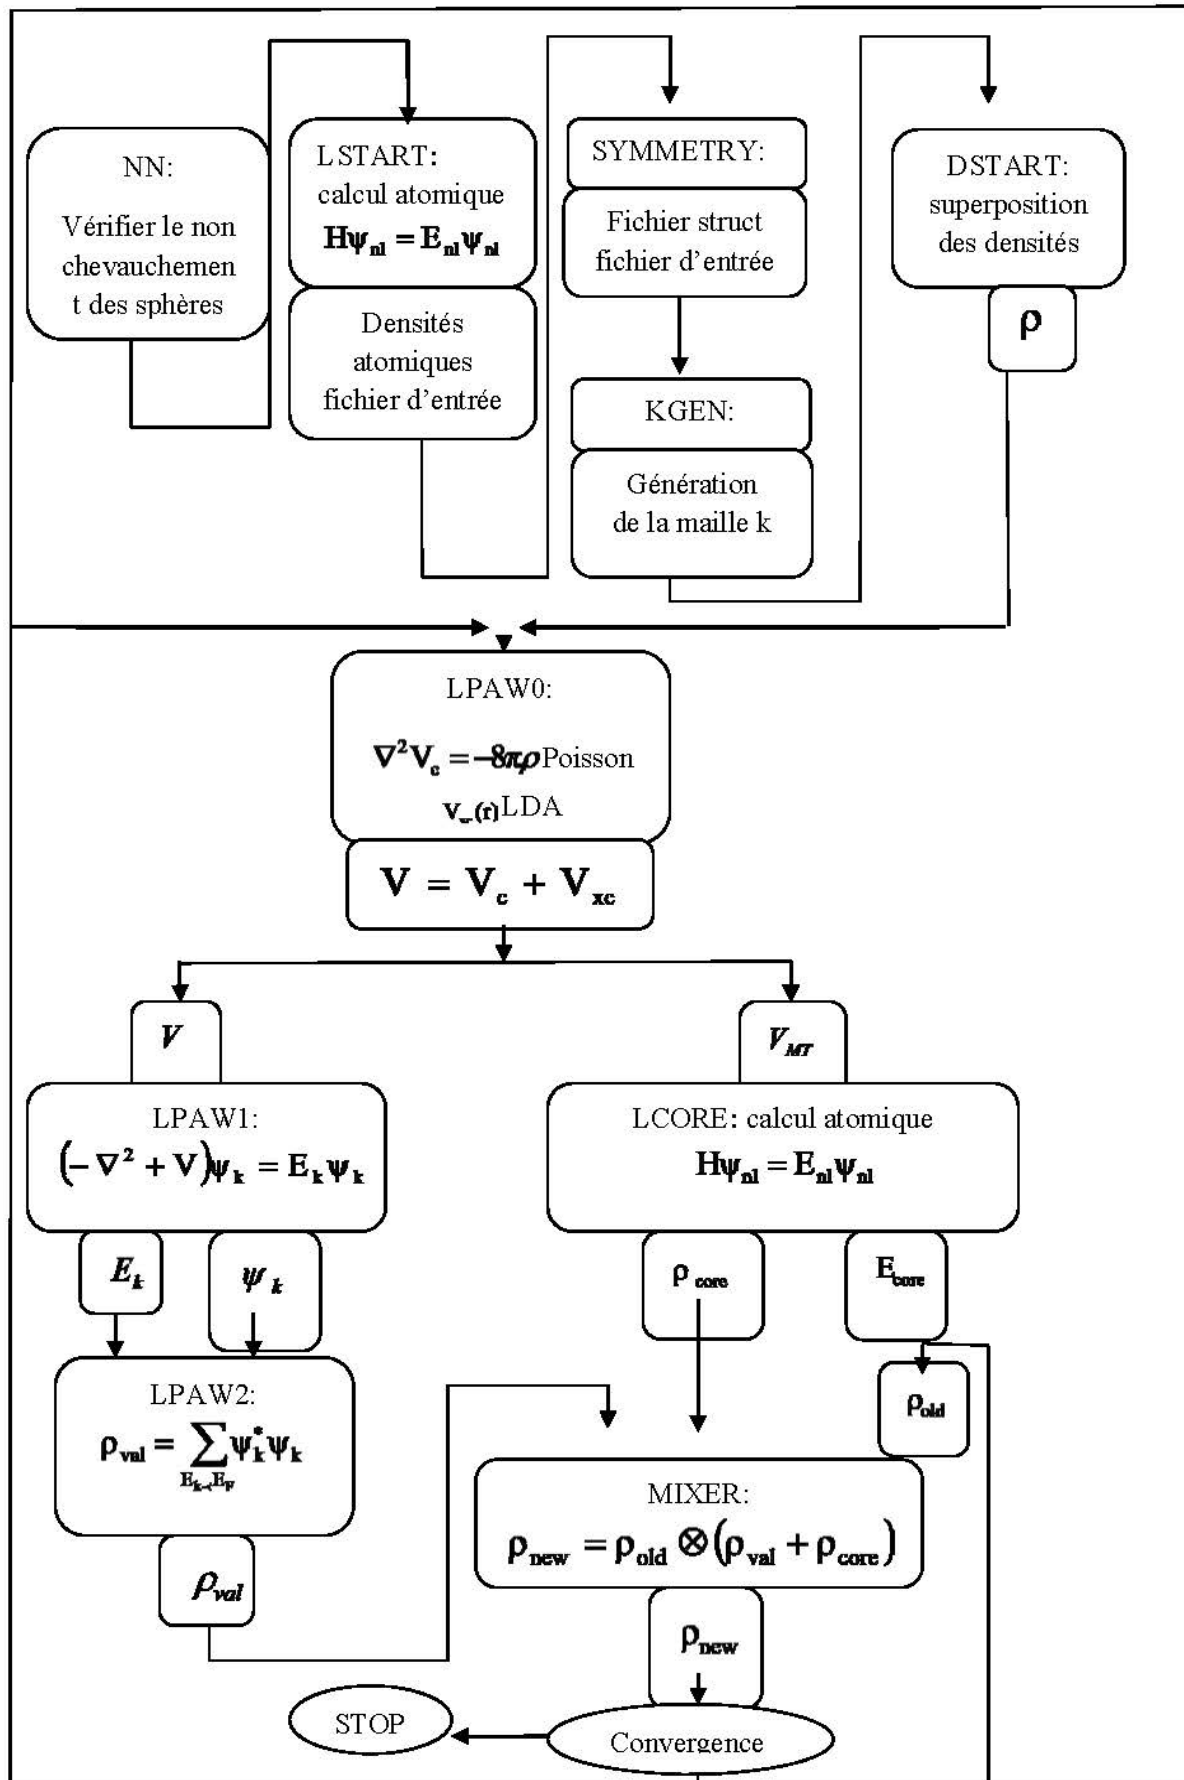 NN:
Vérifier le non
chevauchemen
t des sphères
LSTART:
calcul atomique
Hψnl = Enlψnl
Densités
atomiques
fichier d'entrée
SYMMETRY:
Fichier struct
fichier d'entrée
KGEN:
Génération
de la maille k
DSTART:
superposition
des densités
ρ
LPAW0:
∇²Vc = -8πρ Poisson
Vxc(r) LDA
V = Vc + Vxc
V
VMT
LPAW1:
(-∇² + V)ψk = Ekψk
LCORE: calcul atomique
Hψnl = Enlψnl
Ek
ψk
ρcore
Ecore
LPAW2:
ρval = ∑ ψk*ψk
Ek<EF
ρold
MIXER:
ρnew = ρold ⊗ (ρval + ρcore)
ρval
ρnew
STOP
Convergence